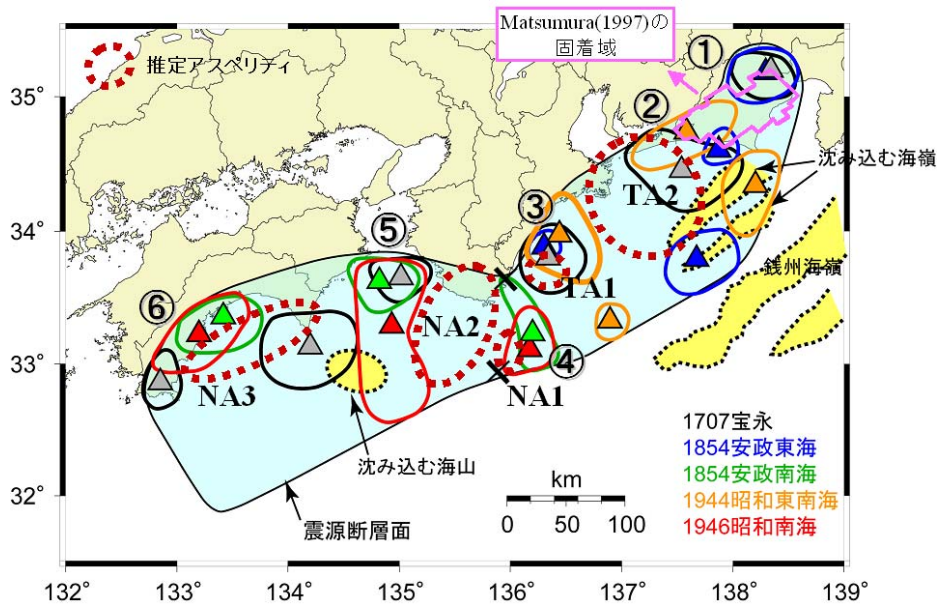 Matsumura(1997)の
固着域
推定アスペリティ
①
②
沈み込む海嶺
TA2
③
銭州海嶺
TA1
⑤
⑥
NA2
④
NA3
NA1
沈み込む海山
震源断層面
km
0 50 100
1707宝永
1854安政東海
1854安政南海
1944昭和東南海
1946昭和南海
35°
34°
33°
32°
132° 133° 134° 135° 136° 137° 138° 139°